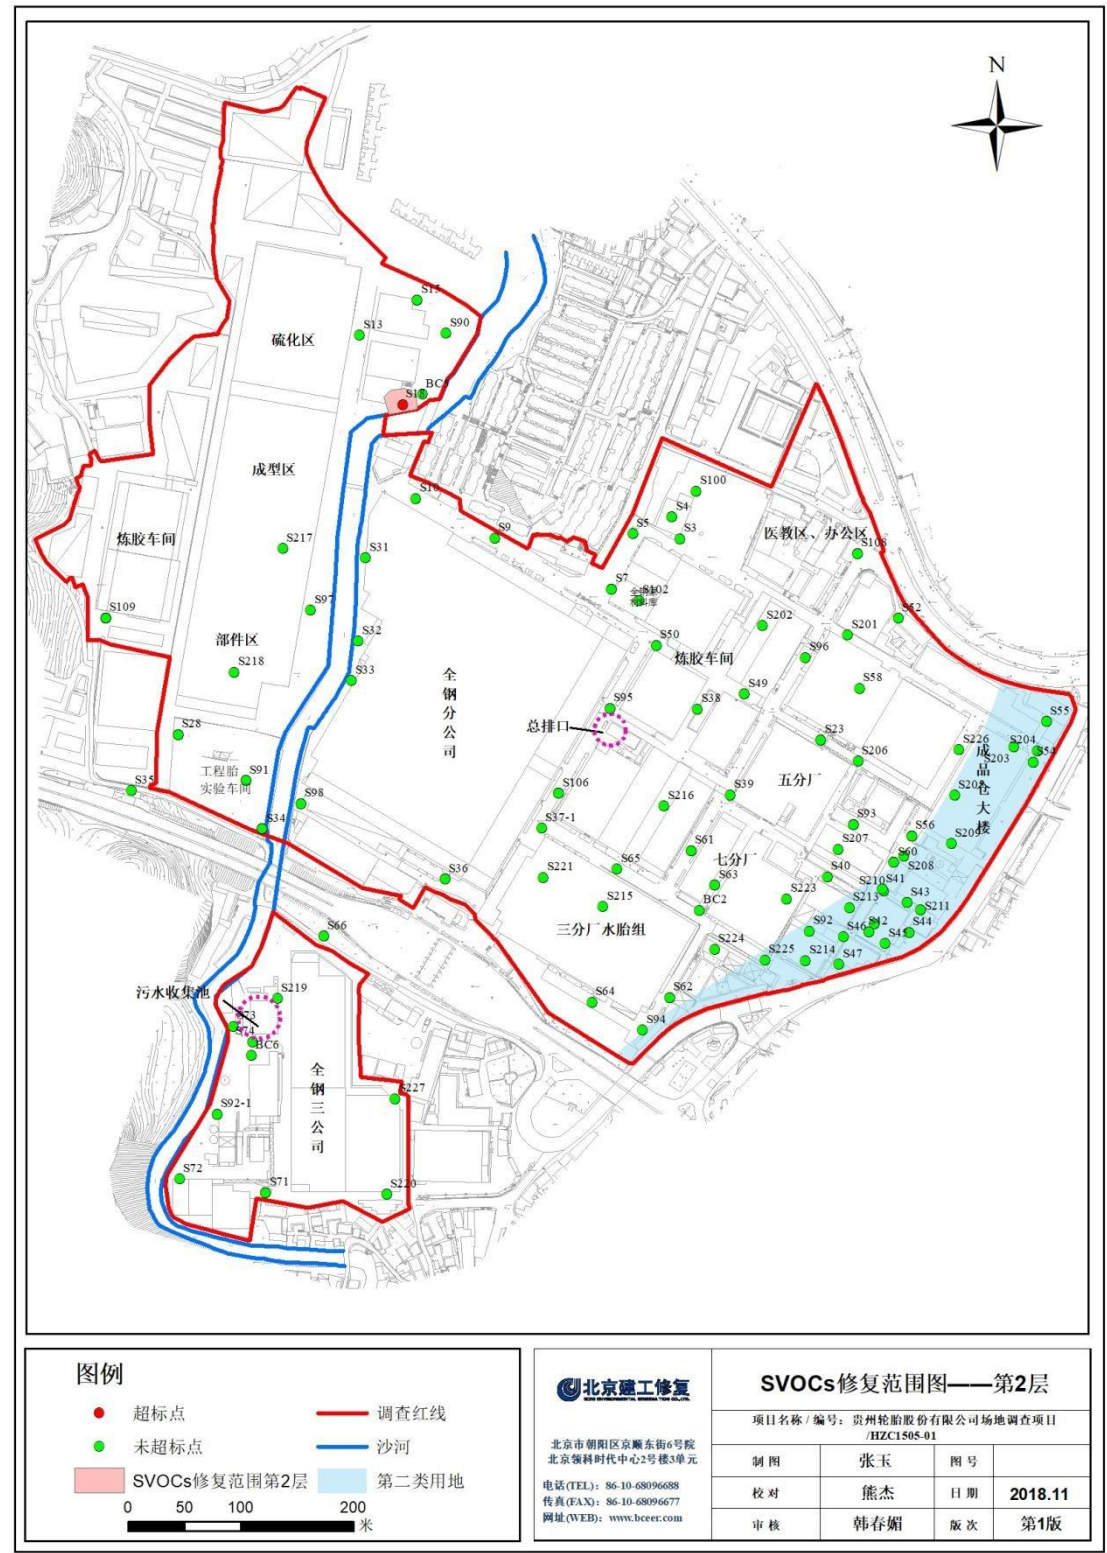 N
S15
S90
S13
硫化区
BC5
S18
成型区
S10
S100
S4
S3
S5
S9
医教区、办公区
S103
炼胶车间
S217
S31
S7
S102
S52
S109
S97
S202
S201
部件区
S32
S50
S96
炼胶车间
S218
S33
全钢分公司
S58
S49
S95
S38
S55
总排口
S28
S23
S226
S204
S54
S203
S206
成品仓大楼
工程胎
实验车间
S91
S35
S106
S39
五分厂
S98
S216
S37-1
S34
S93
S56
S209
S61
S207
S60
S208
七分厂
S36
S221
S65
S63
S40
S210
S41
S215
BC2
S223
S213
S43
S211
三分厂水胎组
S66
S92
S46
S42
S45
S44
S224
S225
S214
S47
污水收集池
S219
S64
S62
S73
S74
S94
BC6
全钢三公司
S227
S92-1
S72
S71
S220
图例
超标点
调查红线
未超标点
沙河
SVOCs修复范围第2层
第二类用地
0 50 100 200
米
北京建工修复
北京市朝阳区京顺东街6号院
北京领科时代中心2号楼3单元
电话(TEL): 86-10-68096688
传真(FAX): 86-10-68096677
网址(WEB): www.bceer.com
SVOCs修复范围图——第2层
项目名称 / 编号: 贵州轮胎股份有限公司场地调查项目
/HZC1505-01
制 图 张玉 图 号
校 对 熊杰 日 期 2018.11
审 核 韩春媚 版 次 第1版